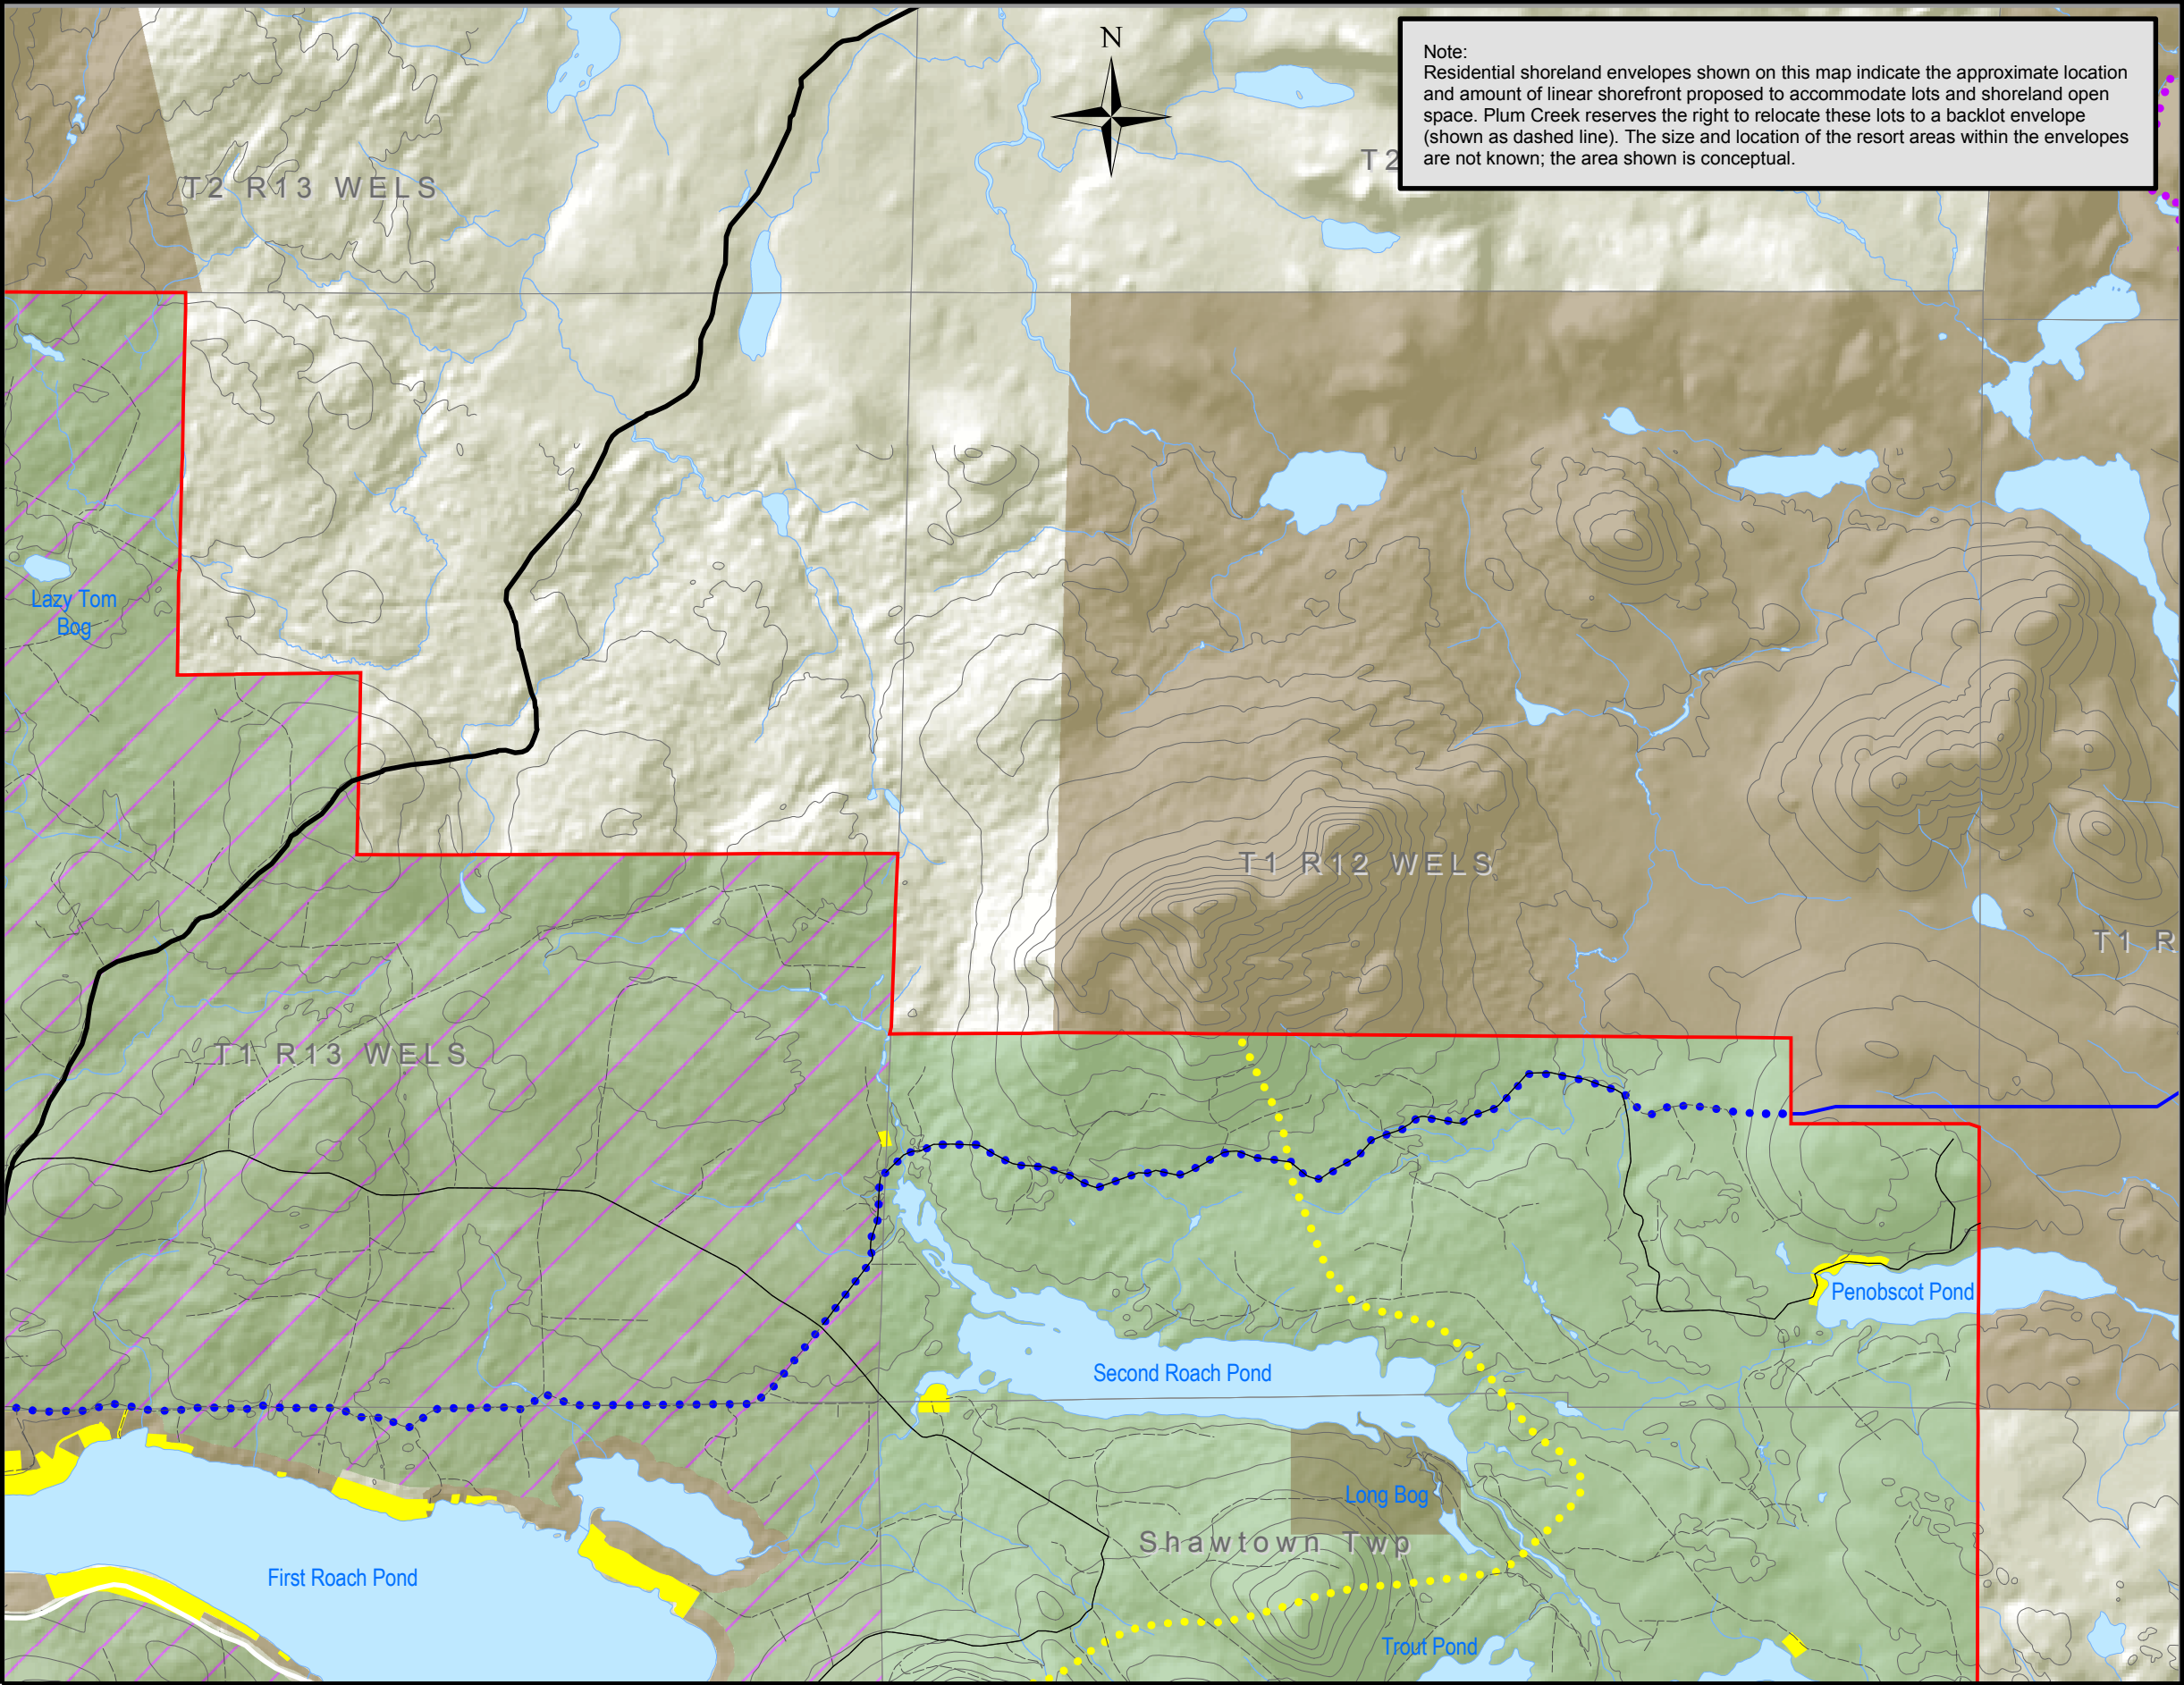 N
Note:
Residential shoreland envelopes shown on this map indicate the approximate location
and amount of linear shorefront proposed to accommodate lots and shoreland open
space. Plum Creek reserves the right to relocate these lots to a backlot envelope
(shown as dashed line). The size and location of the resort areas within the envelopes
are not known; the area shown is conceptual.
T2
T2 R13 WELS
Lazy Tom
Bog
T1 R12 WELS
T1 R
T1 R13 WELS
Penobscot Pond
Second Roach Pond
Long Bog
Shawtown Twp
First Roach Pond
Trout Pond